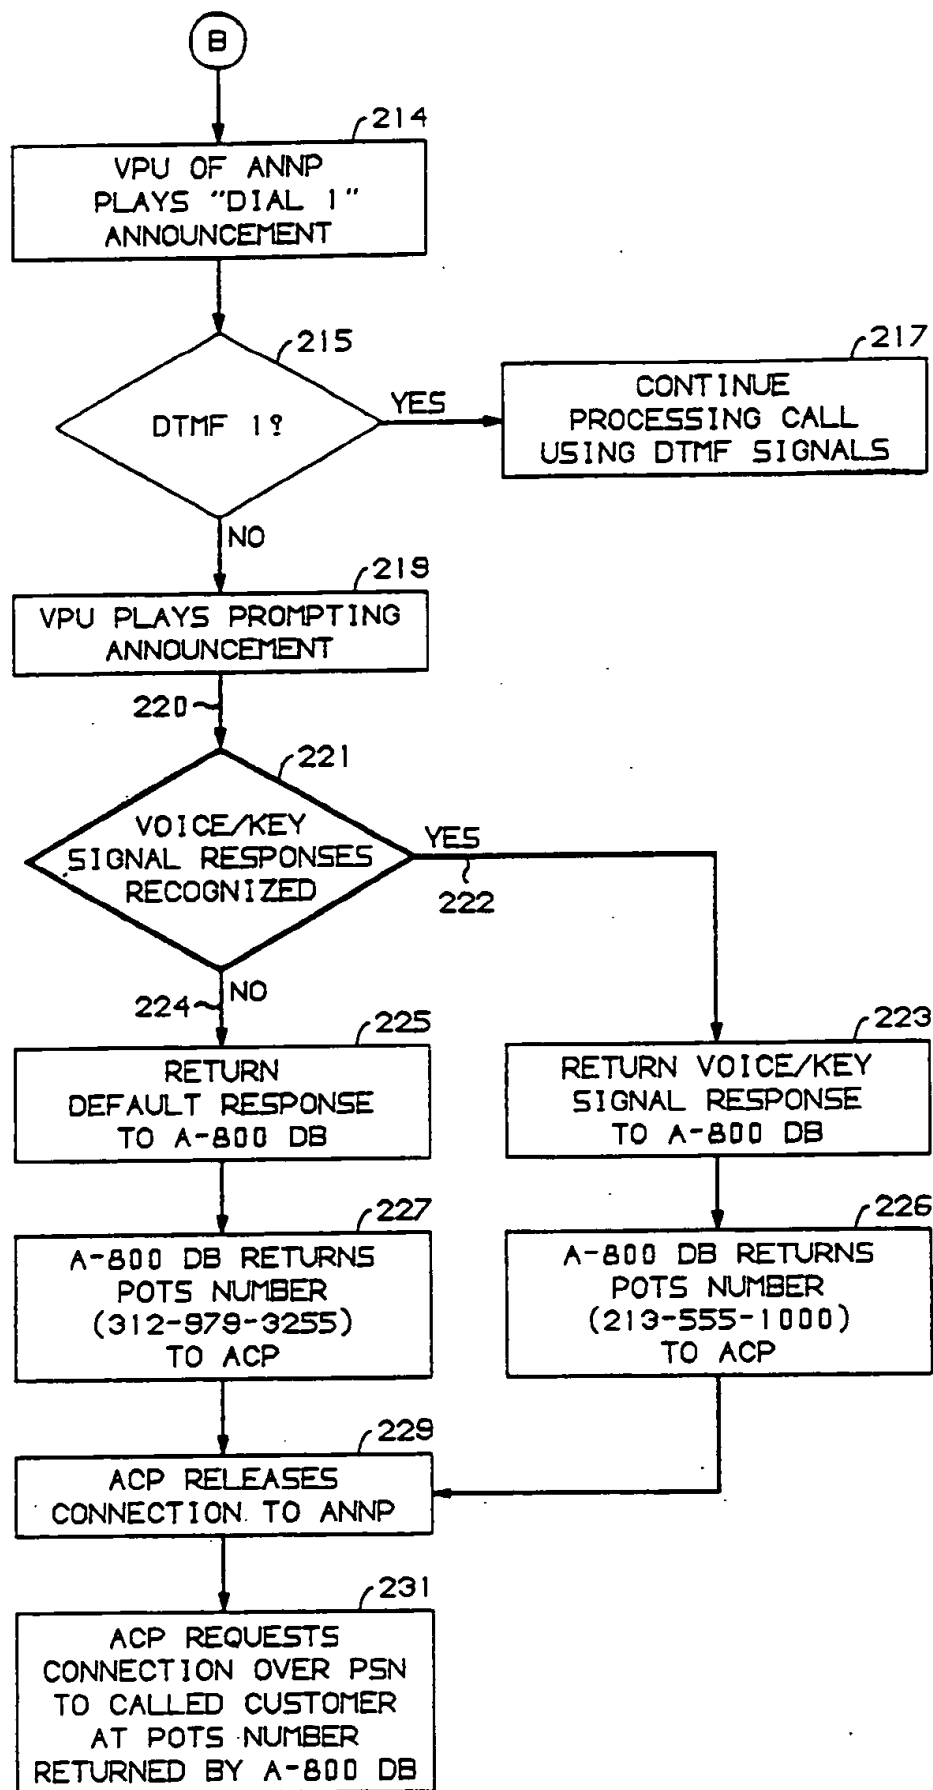 B
214
VPU OF ANNP
PLAYS "DIAL 1"
ANNOUNCEMENT
215
DTMF 1?
YES
217
CONTINUE
PROCESSING CALL
USING DTMF SIGNALS
NO
219
VPU PLAYS PROMPTING
ANNOUNCEMENT
220
221
VOICE/KEY
SIGNAL RESPONSES
RECOGNIZED
YES
222
224
NO
225
RETURN
DEFAULT RESPONSE
TO A-800 DB
223
RETURN VOICE/KEY
SIGNAL RESPONSE
TO A-800 DB
227
A-800 DB RETURNS
POTS NUMBER
(312-979-3255)
TO ACP
226
A-800 DB RETURNS
POTS NUMBER
(213-555-1000)
TO ACP
229
ACP RELEASES
CONNECTION TO ANNP
231
ACP REQUESTS
CONNECTION OVER PSN
TO CALLED CUSTOMER
AT POTS NUMBER
RETURNED BY A-800 DB